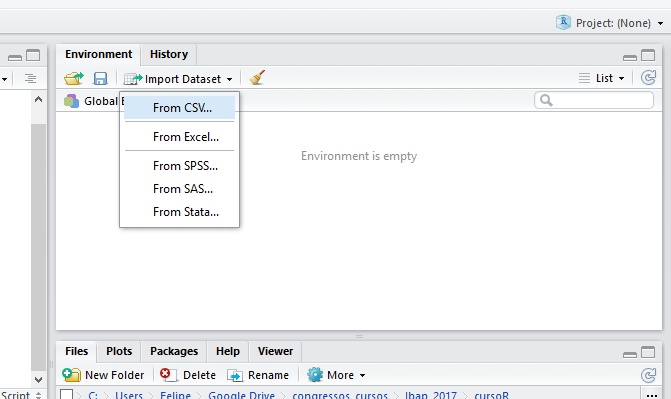 Project: (None)
Environment History
Import Dataset List
Global
From CSV...
From Excel...
From SPSS...
From SAS...
From Stata...
Environment is empty
Files Plots Packages Help Viewer
New Folder Delete Rename More
Script C: Users Felipe Google Drive congressos_cursos Iban_2017 cursoR ...